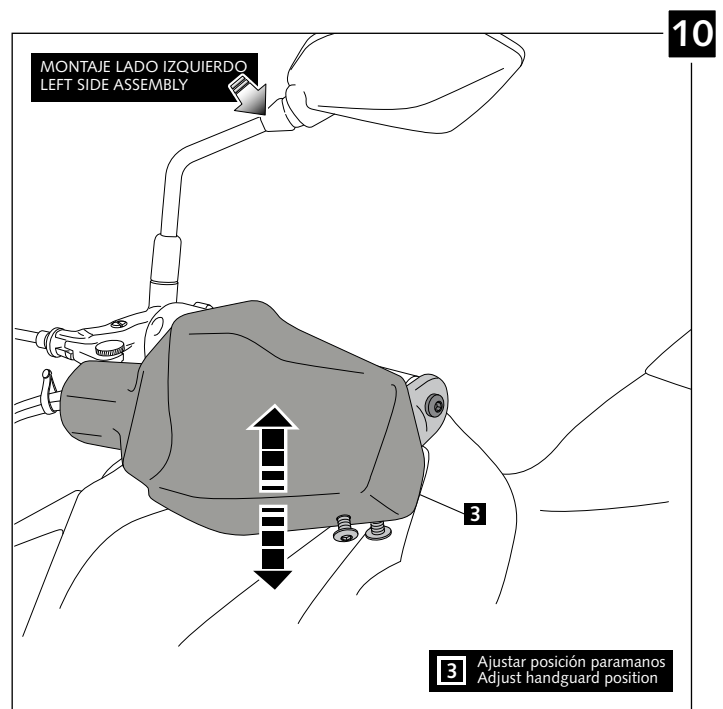 10
MONTAJE LADO IZQUIERDO
LEFT SIDE ASSEMBLY
3
3
Ajustar posición paramanos
Adjust handguard position